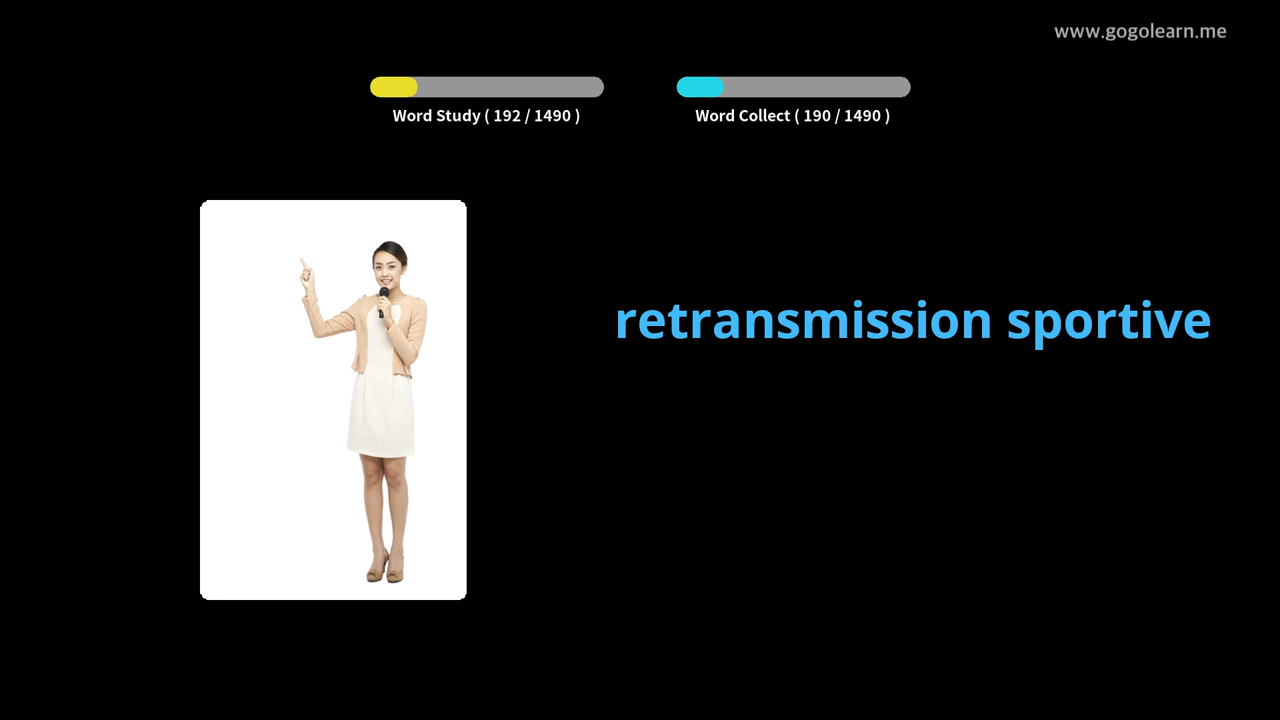 www.gogolearn.me
Word Study ( 192 / 1490 )
Word Collect ( 190 / 1490 )
retransmission sportive